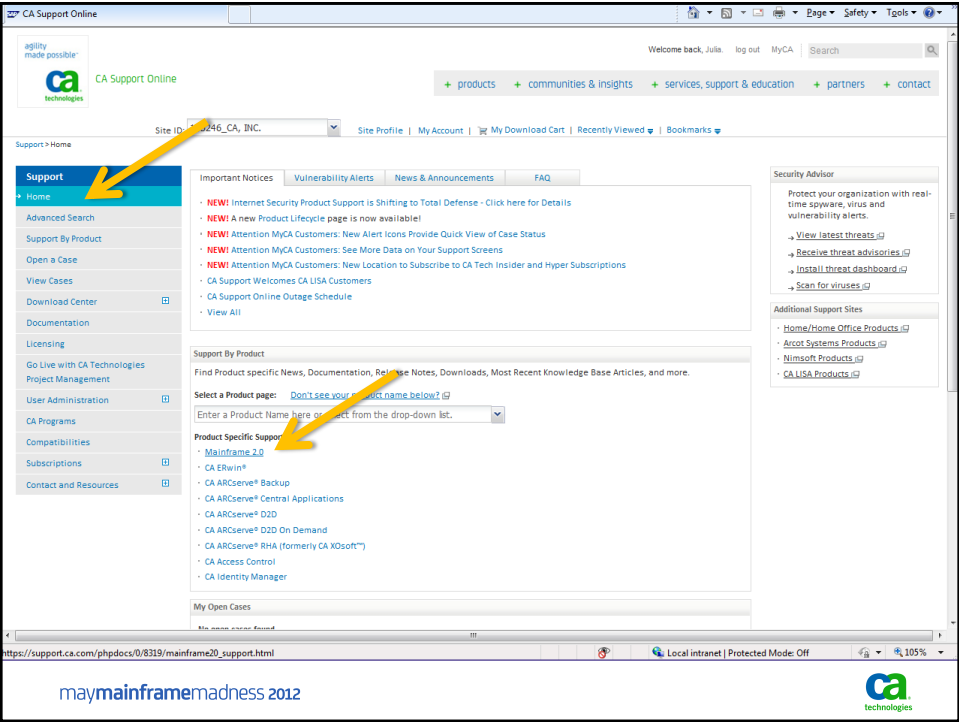 CA Support Online
Page
Safety
Tools
agility
made possible™
ca
technologies
CA Support Online
Welcome back, Julia. log out MyCA Search
+ products + communities & insights + services, support & education + partners + contact
Site ID: 246_CA, INC. Site Profile | My Account | My Download Cart | Recently Viewed | Bookmarks
Support > Home
Support
Home
Advanced Search
Support By Product
Open a Case
View Cases
Download Center
Documentation
Licensing
Go Live with CA Technologies
Project Management
User Administration
CA Programs
Compatibilities
Subscriptions
Contact and Resources
Important Notices Vulnerability Alerts News & Announcements FAQ
· NEW! Internet Security Product Support is Shifting to Total Defense - Click here for Details
· NEW! A new Product Lifecycle page is now available!
· NEW! Attention MyCA Customers: New Alert Icons Provide Quick View of Case Status
· NEW! Attention MyCA Customers: See More Data on Your Support Screens
· NEW! Attention MyCA Customers: New Location to Subscribe to CA Tech Insider and Hyper Subscriptions
· CA Support Welcomes CA LISA Customers
· CA Support Online Outage Schedule
· View All
Support By Product
Find Product specific News, Documentation, Release Notes, Downloads, Most Recent Knowledge Base Articles, and more.
Select a Product page: Don't see your product name below?
Enter a Product Name here or select from the drop-down list.
Product Specific Support
· Mainframe 2.0
· CA ERwin®
· CA ARCserve® Backup
· CA ARCserve® Central Applications
· CA ARCserve® D2D
· CA ARCserve® D2D On Demand
· CA ARCserve® RHA (formerly CA XOsoft™)
· CA Access Control
· CA Identity Manager
My Open Cases
No open cases found
Security Advisor
Protect your organization with real-
time spyware, virus and
vulnerability alerts.
View latest threats
Receive threat advisories
Install threat dashboard
Scan for viruses
Additional Support Sites
· Home/Home Office Products
· Arcot Systems Products
· Nimsoft Products
· CA LISA Products
https://support.ca.com/phpdocs/0/8319/mainframe20_support.html
Local intranet | Protected Mode: Off
105%
maymainframemadness 2012
ca
technologies